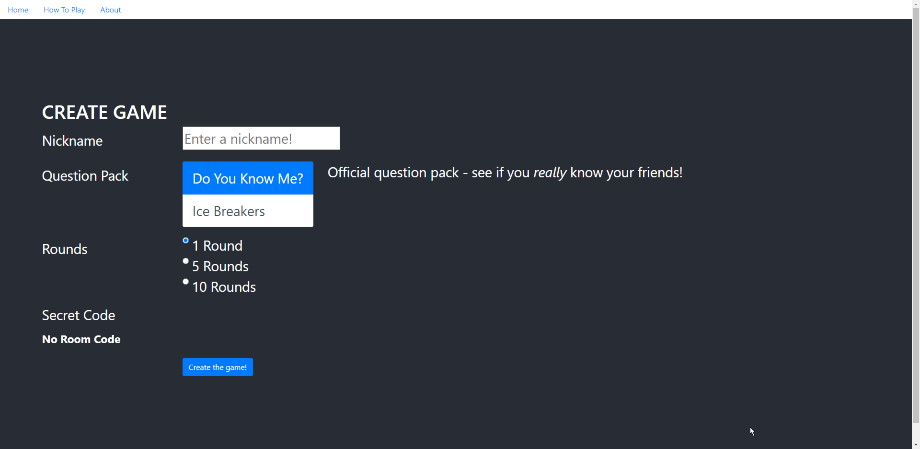 Home How To Play About
CREATE GAME
Nickname Enter a nickname!
Question Pack Do You Know Me? Official question pack - see if you really know your friends!
Ice Breakers
Rounds 1 Round
5 Rounds
10 Rounds
Secret Code
No Room Code
Create the game!